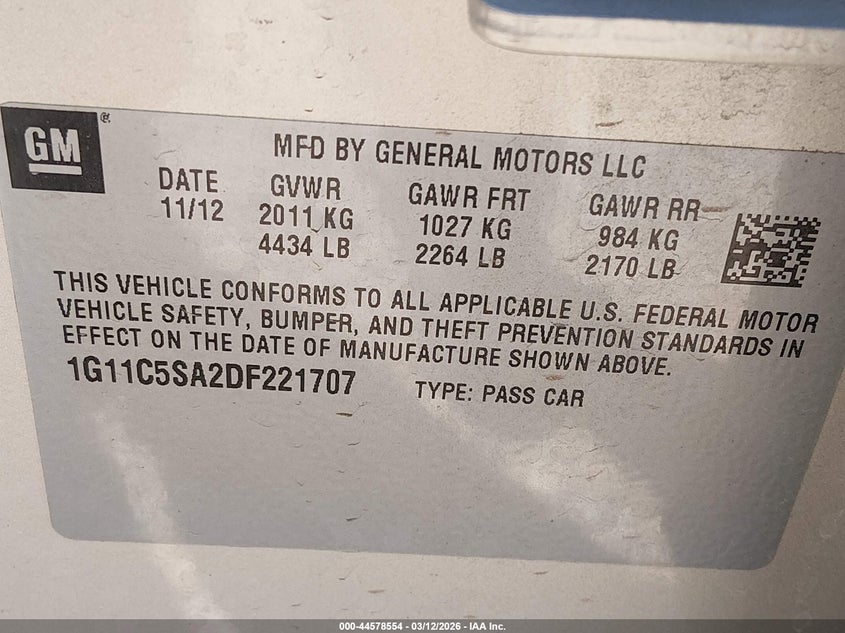 GM ®
MFD BY GENERAL MOTORS LLC
DATE GVWR GAWR FRT GAWR RR
11/12 2011 KG 1027 KG 984 KG
4434 LB 2264 LB 2170 LB
THIS VEHICLE CONFORMS TO ALL APPLICABLE U.S. FEDERAL MOTOR
VEHICLE SAFETY, BUMPER, AND THEFT PREVENTION STANDARDS IN
EFFECT ON THE DATE OF MANUFACTURE SHOWN ABOVE.
1G11C5SA2DF221707 TYPE: PASS CAR
000-44578554 - 03/12/2026 - IAA Inc.